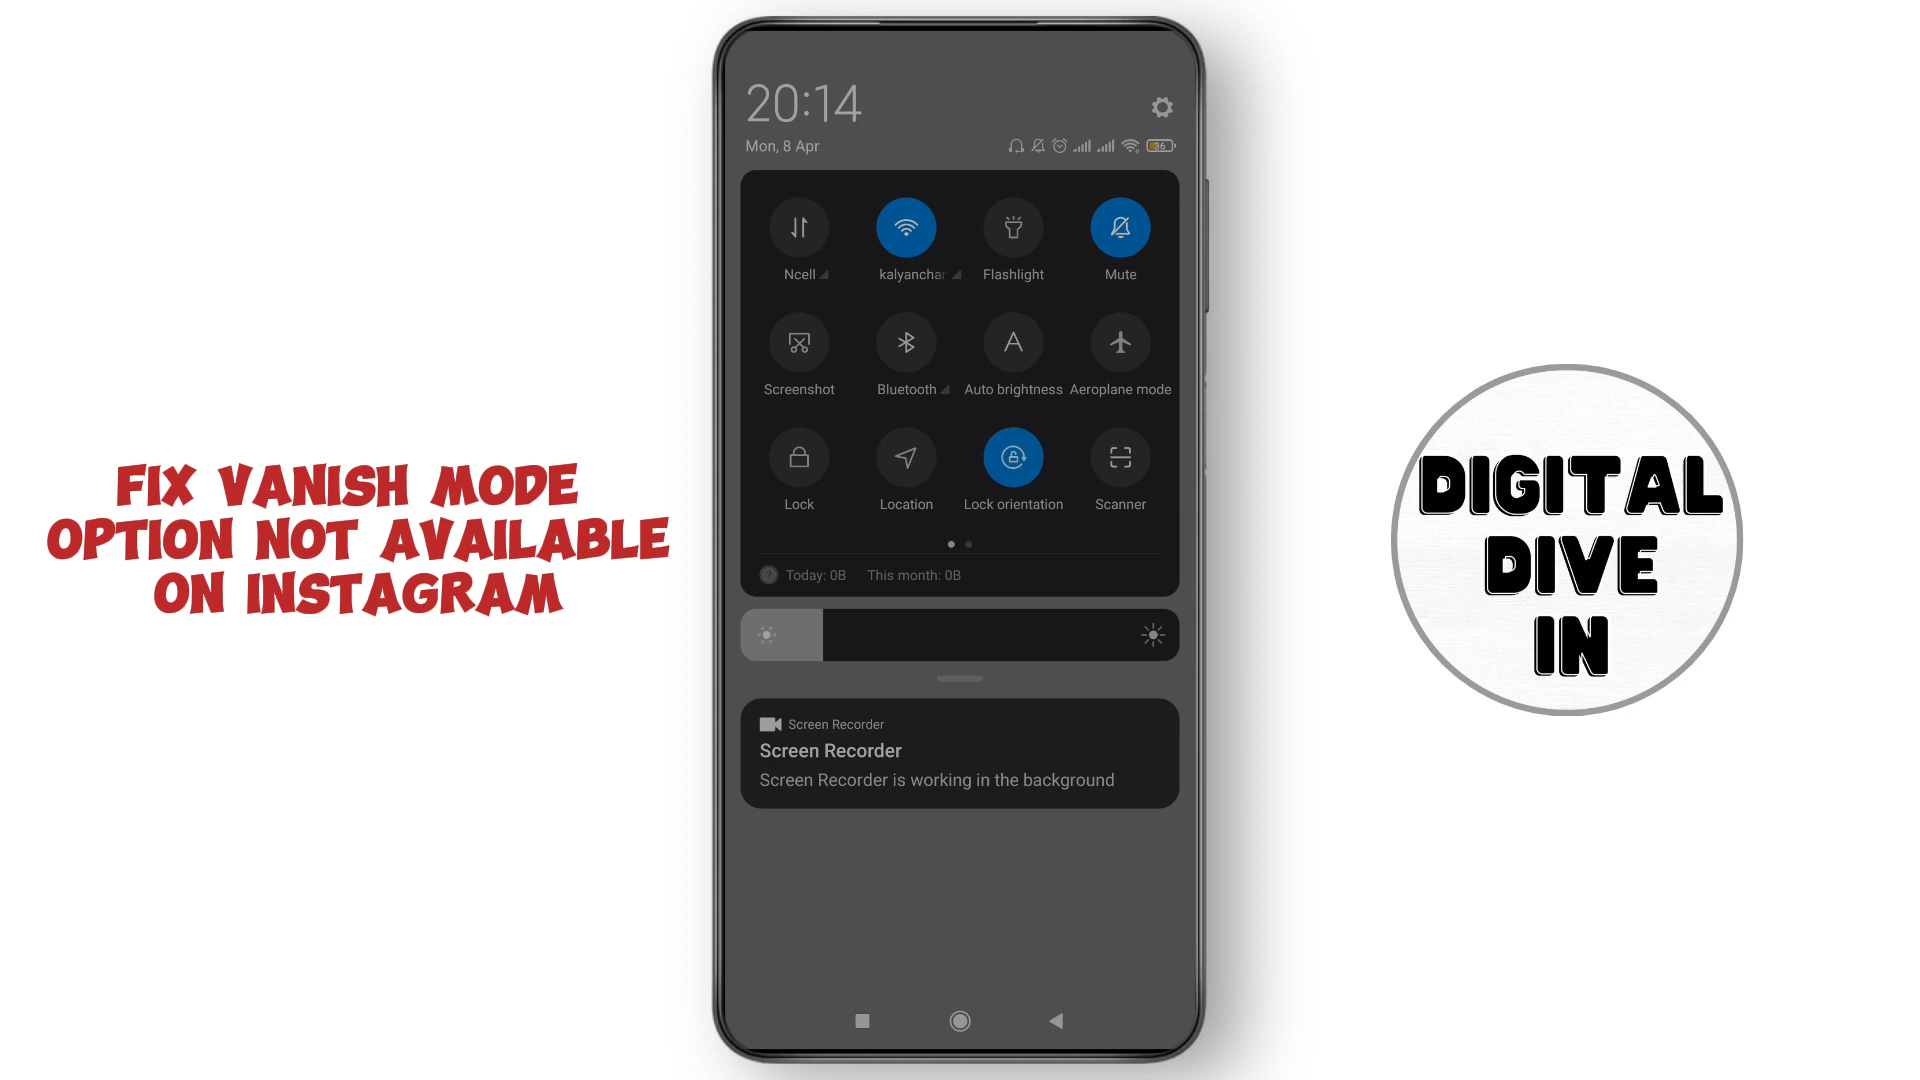 FIX VANISH MODE
OPTION NOT AVAILABLE
ON INSTAGRAM
20:14
Mon, 8 Apr
36
Ncell
kalyanchar
Flashlight
Mute
Screenshot
Bluetooth
A
Auto brightness
Aeroplane mode
Lock
Location
Lock orientation
Scanner
? Today: 0B This month: 0B
Screen Recorder
Screen Recorder
Screen Recorder is working in the background
DIGITAL
DIVE
IN